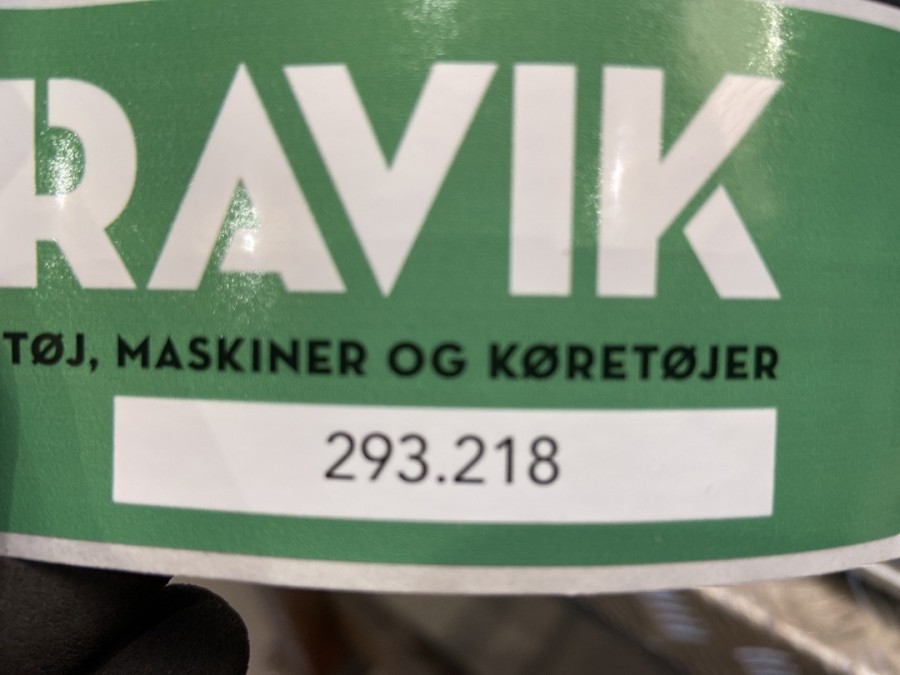 RAVIK
TØJ, MASKINER OG KØRETØJER
293.218